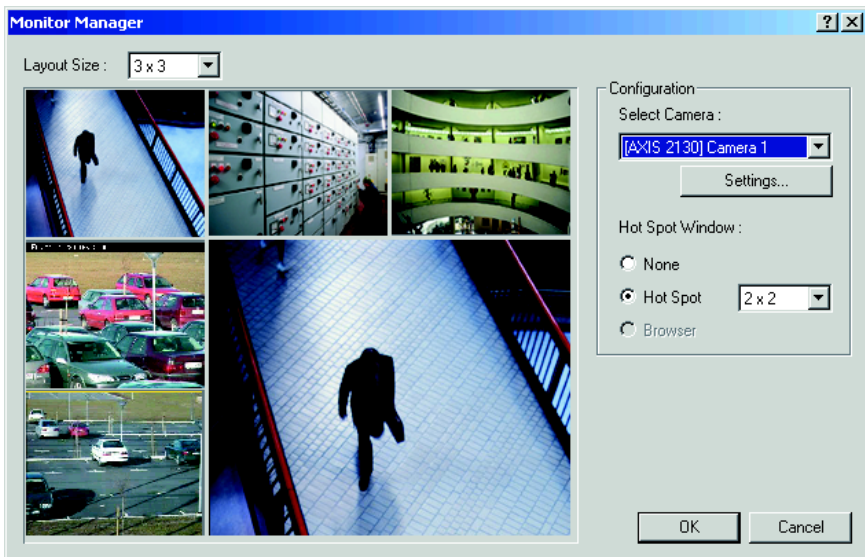 Monitor Manager
Layout Size : 3 x 3
Configuration
Select Camera :
[AXIS 2130] Camera 1
Settings...
Hot Spot Window :
None
Hot Spot 2 x 2
Browser
OK Cancel